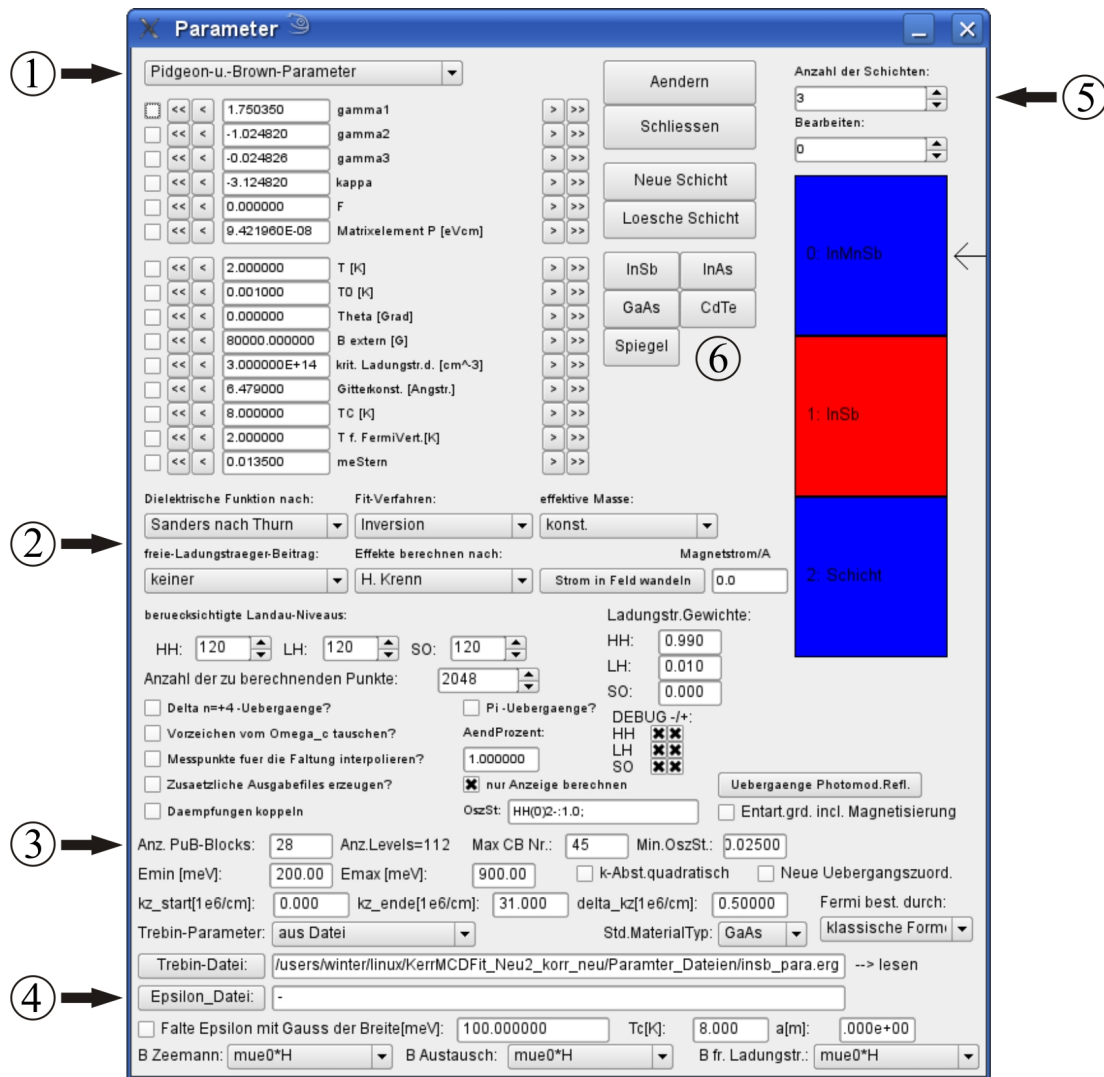 Parameter
① Pidgeon-u.-Brown-Parameter
<< < 1.750350 gamma1 > >>
<< < -1.024820 gamma2 > >>
<< < -0.024826 gamma3 > >>
<< < -3.124820 kappa > >>
<< < 0.000000 F > >>
<< < 9.421960E-08 Matrixelement P [eVcm] > >>
<< < 2.000000 T [K] > >>
<< < 0.001000 T0 [K] > >>
<< < 0.000000 Theta [Grad] > >>
<< < 80000.000000 B extern [G] > >>
<< < 3.000000E+14 krit. Ladungstr.d. [cm^-3] > >>
<< < 6.479000 Gitterkonst. [Angstr.] > >>
<< < 8.000000 TC [K] > >>
<< < 2.000000 T f. FermiVert.[K] > >>
<< < 0.013500 meStern > >>
Aendern
Schliessen
Neue Schicht
Loesche Schicht
InSb InAs
GaAs CdTe
Spiegel ⑥
Anzahl der Schichten:
3 ⑤
Bearbeiten:
0
0: InMnSb
1: InSb
2: Schicht
Dielektrische Funktion nach: Fit-Verfahren: effektive Masse:
Sanders nach Thurn Inversion konst.
②
freie-Ladungstraeger-Beitrag: Effekte berechnen nach: Magnetstrom/A
keiner H. Krenn Strom in Feld wandeln 0.0
beruecksichtigte Landau-Niveaus:
HH: 120 LH: 120 SO: 120
Anzahl der zu berechnenden Punkte: 2048
Ladungstr.Gewichte:
HH: 0.990
LH: 0.010
SO: 0.000
Delta n=+4 -Uebergaenge? Pi -Uebergaenge?
Vorzeichen vom Omega_c tauschen? AendProzent:
Messpunkte fuer die Faltung interpolieren? 1.000000
DEBUG -/+:
HH
LH
SO
Zusaetzliche Ausgabefiles erzeugen? nur Anzeige berechnen Uebergaenge Photomod.Refl.
Daempfungen koppeln OszSt: HH(0)2-:1.0; Entart.grd. incl. Magnetisierung
③ Anz. PuB-Blocks: 28 Anz.Levels=112 Max CB Nr.: 45 Min.OszSt.: 0.02500
Emin [meV]: 200.00 Emax [meV]: 900.00 k-Abst.quadratisch Neue Uebergangszuord.
kz_start[1e6/cm]: 0.000 kz_ende[1e6/cm]: 31.000 delta_kz[1e6/cm]: 0.50000 Fermi best. durch:
Trebin-Parameter: aus Datei Std.MaterialTyp: GaAs klassische Form
Trebin-Datei: /users/winter/linux/KerrMCDFit_Neu2_korr_neu/Paramter_Dateien/insb_para.erg --> lesen
④ Epsilon_Datei: -
Falte Epsilon mit Gauss der Breite[meV]: 100.000000 Tc[K]: 8.000 a[m]: .000e+00
B Zeemann: mue0*H B Austausch: mue0*H B fr. Ladungstr.: mue0*H